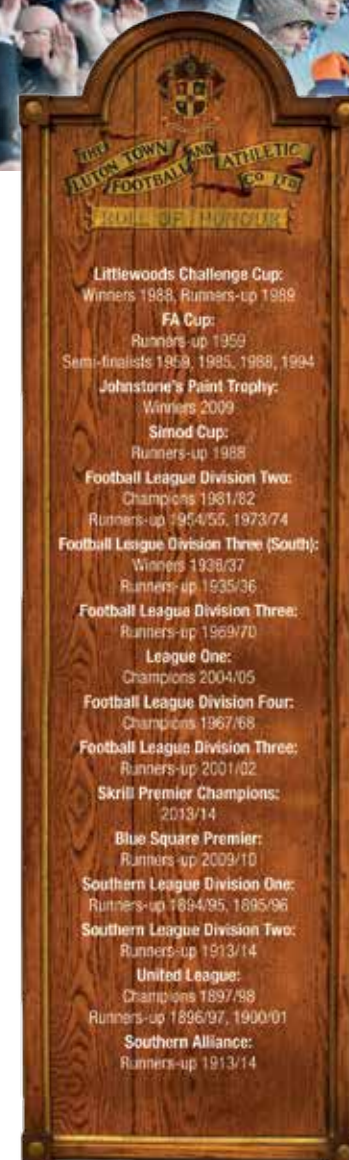 THE
LUTON TOWN
FOOTBALL
AND
ATHLETIC
Co LTD
ROLL OF HONOUR
Littlewoods Challenge Cup:
Winners 1988, Runners-up 1989
FA Cup:
Runners-up 1959
Semi-finalists 1959, 1985, 1988, 1994
Johnstone's Paint Trophy:
Winners 2009
Simod Cup:
Runners-up 1988
Football League Division Two:
Champions 1981/82
Runners-up 1954/55, 1973/74
Football League Division Three (South):
Winners 1936/37
Runners-up 1935/36
Football League Division Three:
Runners-up 1969/70
League One:
Champions 2004/05
Football League Division Four:
Champions 1967/68
Football League Division Three:
Runners-up 2001/02
Skrill Premier Champions:
2013/14
Blue Square Premier:
Runners-up 2009/10
Southern League Division One:
Runners-up 1894/95, 1895/96
Southern League Division Two:
Runners-up 1913/14
United League:
Champions 1897/98
Runners-up 1896/97, 1900/01
Southern Alliance:
Runners-up 1913/14